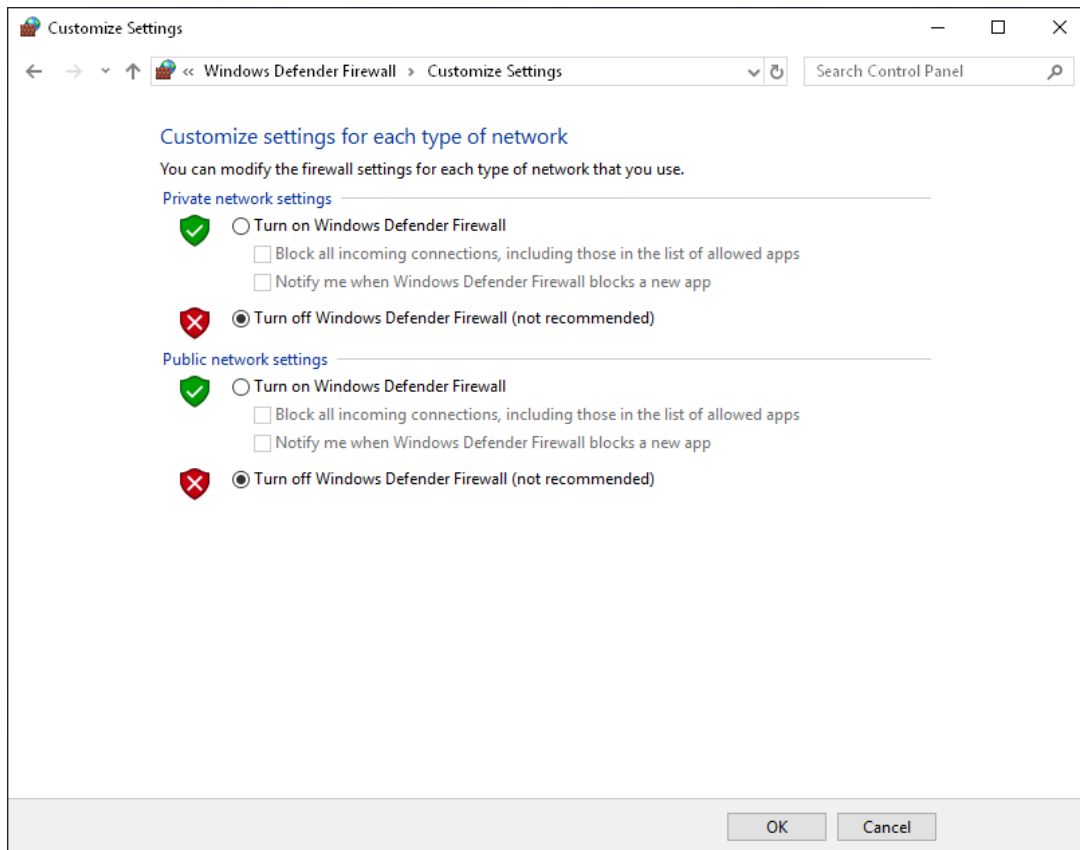 Customize Settings
« Windows Defender Firewall › Customize Settings
Search Control Panel
Customize settings for each type of network
You can modify the firewall settings for each type of network that you use.
Private network settings
Turn on Windows Defender Firewall
Block all incoming connections, including those in the list of allowed apps
Notify me when Windows Defender Firewall blocks a new app
Turn off Windows Defender Firewall (not recommended)
Public network settings
Turn on Windows Defender Firewall
Block all incoming connections, including those in the list of allowed apps
Notify me when Windows Defender Firewall blocks a new app
Turn off Windows Defender Firewall (not recommended)
OK Cancel